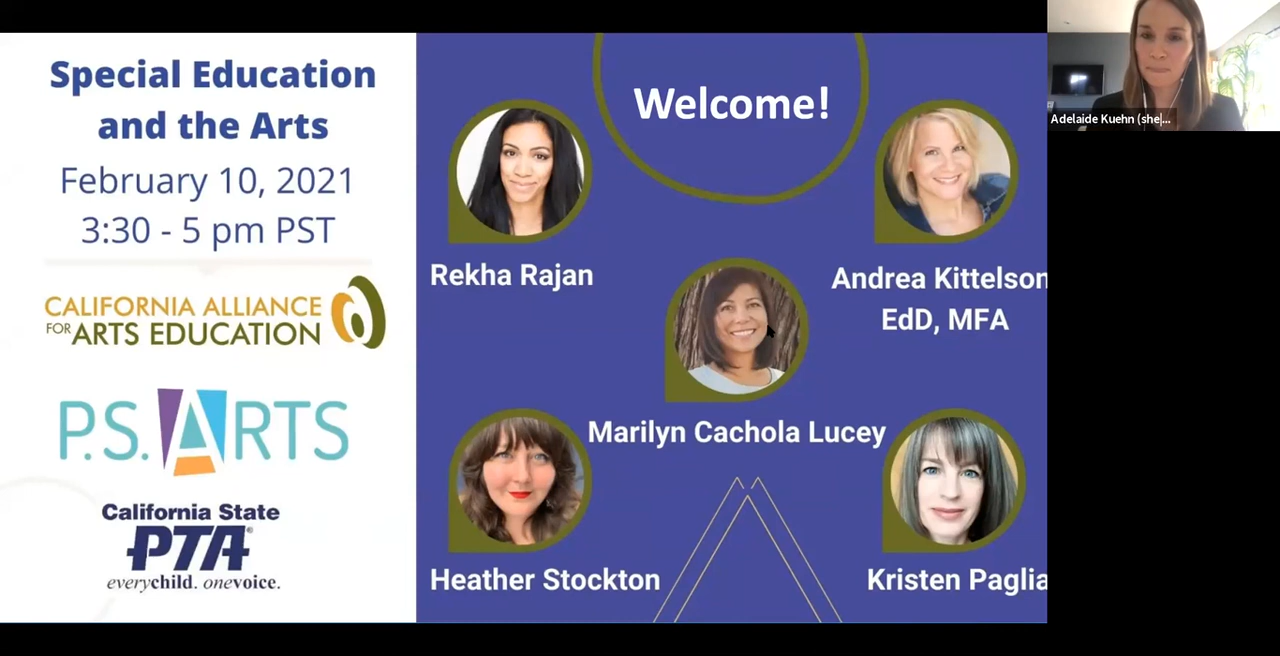 Special Education
and the Arts
February 10, 2021
3:30 - 5 pm PST
CALIFORNIA ALLIANCE
FOR ARTS EDUCATION
P.S. ARTS
California State
PTA®
everychild. onevoice.
Welcome!
Rekha Rajan
Andrea Kittelson
EdD, MFA
Marilyn Cachola Lucey
Heather Stockton
Kristen Paglia
Adelaide Kuehn (she|...